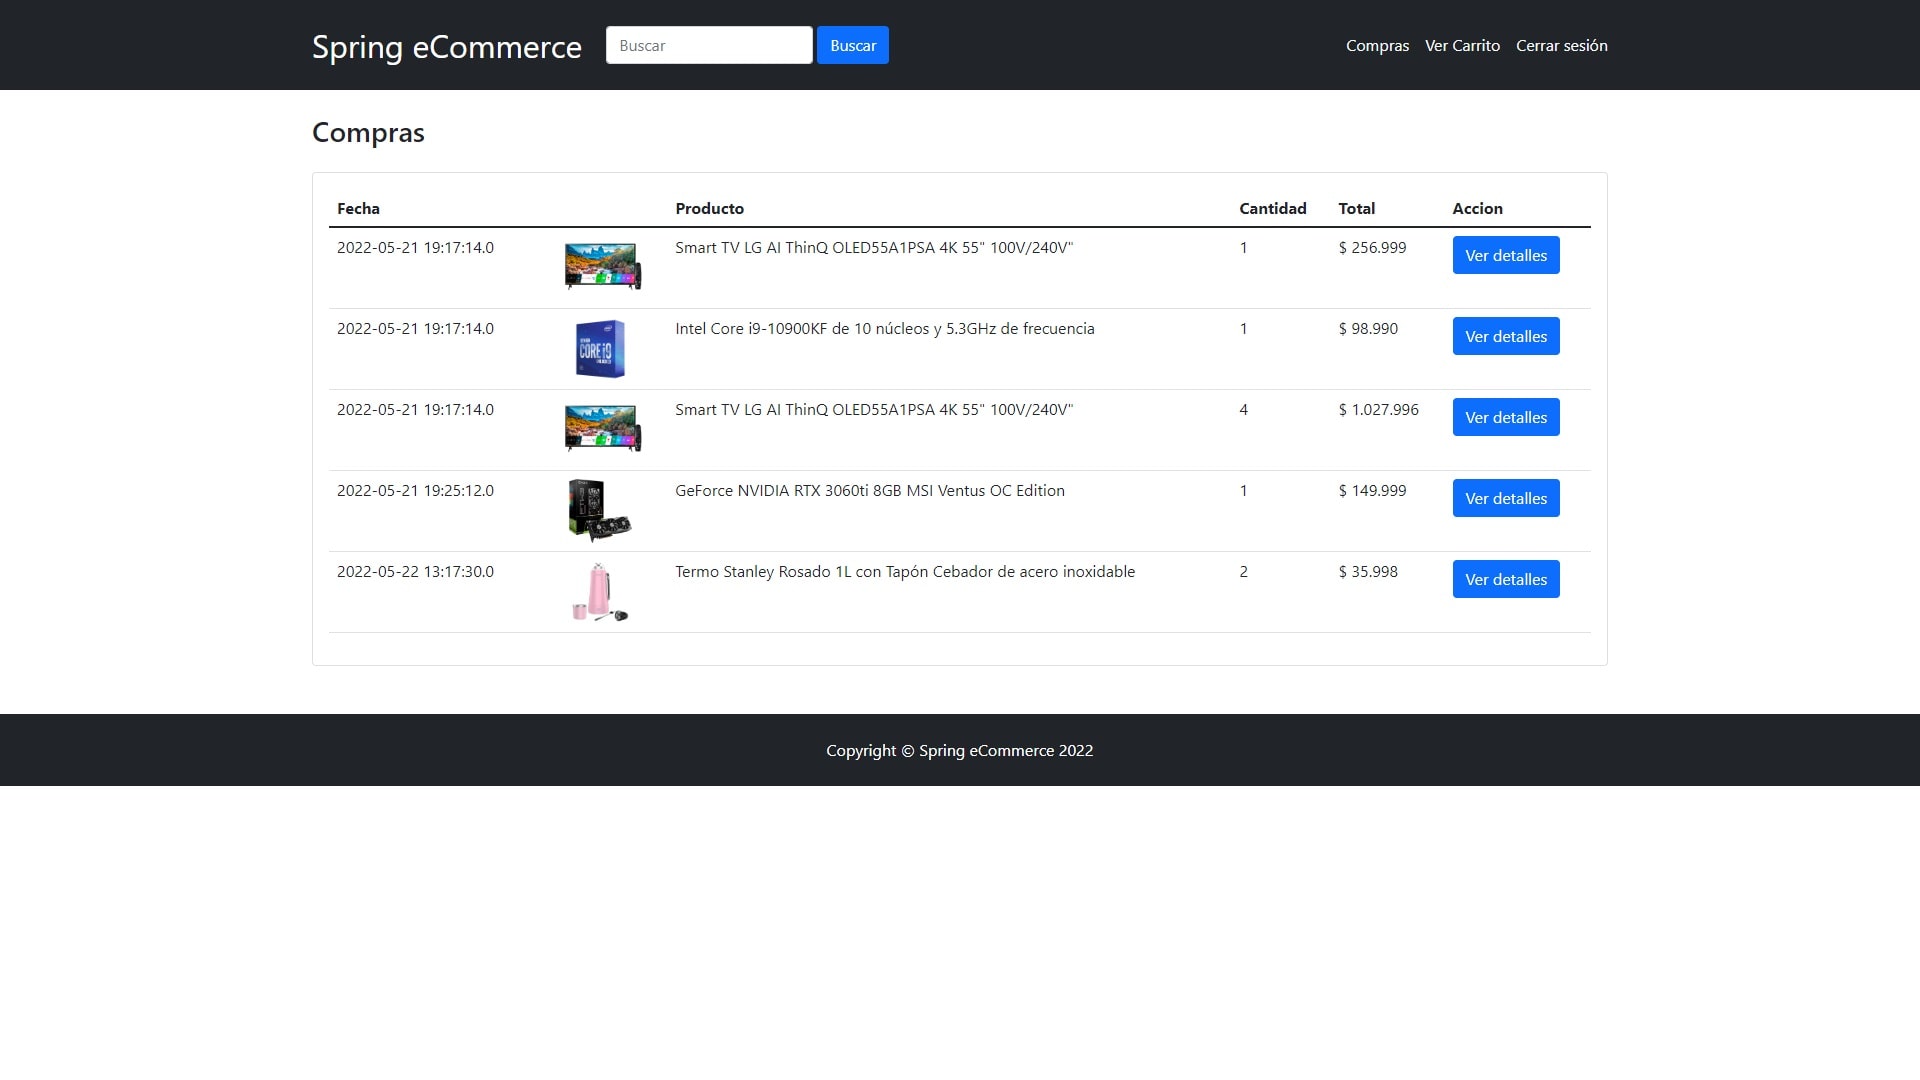 Spring eCommerce Buscar Buscar Compras Ver Carrito Cerrar sesión
Compras
Fecha Producto Cantidad Total Accion
2022-05-21 19:17:14.0 Smart TV LG AI ThinQ OLED55A1PSA 4K 55" 100V/240V" 1 $ 256.999 Ver detalles
2022-05-21 19:17:14.0 Intel Core i9-10900KF de 10 núcleos y 5.3GHz de frecuencia 1 $ 98.990 Ver detalles
intel
CORE i9
2022-05-21 19:17:14.0 Smart TV LG AI ThinQ OLED55A1PSA 4K 55" 100V/240V" 4 $ 1.027.996 Ver detalles
2022-05-21 19:25:12.0 GeForce NVIDIA RTX 3060ti 8GB MSI Ventus OC Edition 1 $ 149.999 Ver detalles
2022-05-22 13:17:30.0 Termo Stanley Rosado 1L con Tapón Cebador de acero inoxidable 2 $ 35.998 Ver detalles
Copyright © Spring eCommerce 2022